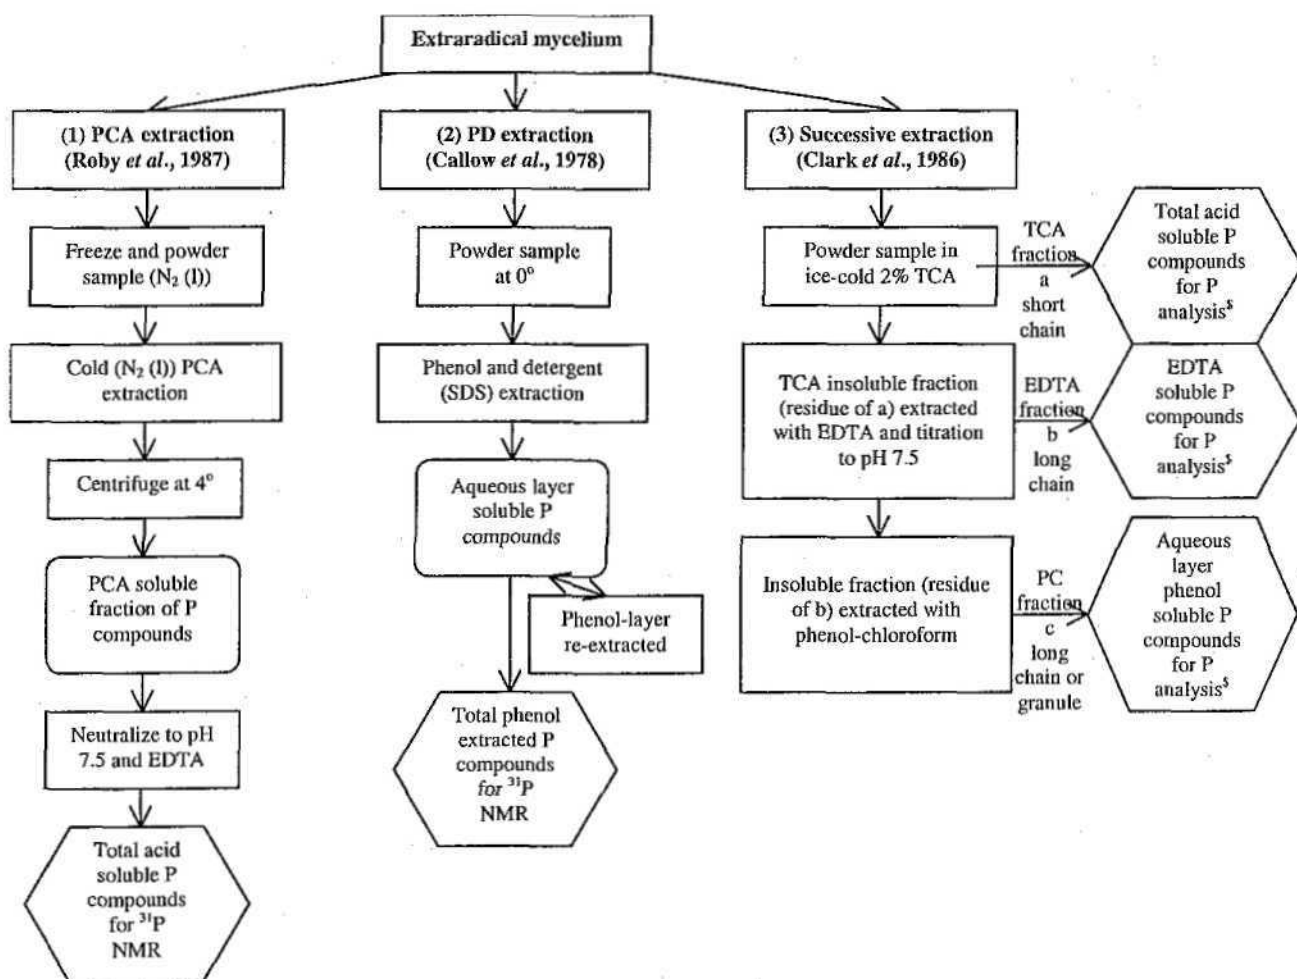 Extraradical mycelium
(1) PCA extraction
(Roby et al., 1987)
Freeze and powder
sample (N₂ (l))
Cold (N₂ (l)) PCA
extraction
Centrifuge at 4°
PCA soluble
fraction of P
compounds
Neutralize to pH
7.5 and EDTA
Total acid
soluble P
compounds
for ³¹P
NMR
(2) PD extraction
(Callow et al., 1978)
Powder sample
at 0°
Phenol and detergent
(SDS) extraction
Aqueous layer
soluble P
compounds
Phenol-layer
re-extracted
Total phenol
extracted P
compounds
for ³¹P
NMR
(3) Successive extraction
(Clark et al., 1986)
Powder sample in
ice-cold 2% TCA
TCA
fraction
a
short
chain
Total acid
soluble P
compounds
for P
analysis$
TCA insoluble fraction
(residue of a) extracted
with EDTA and titration
to pH 7.5
EDTA
fraction
b
long
chain
EDTA
soluble P
compounds
for P
analysis$
Insoluble fraction (residue
of b) extracted with
phenol-chloroform
PC
fraction
c
long
chain or
granule
Aqueous
layer
phenol
soluble P
compounds
for P
analysis$